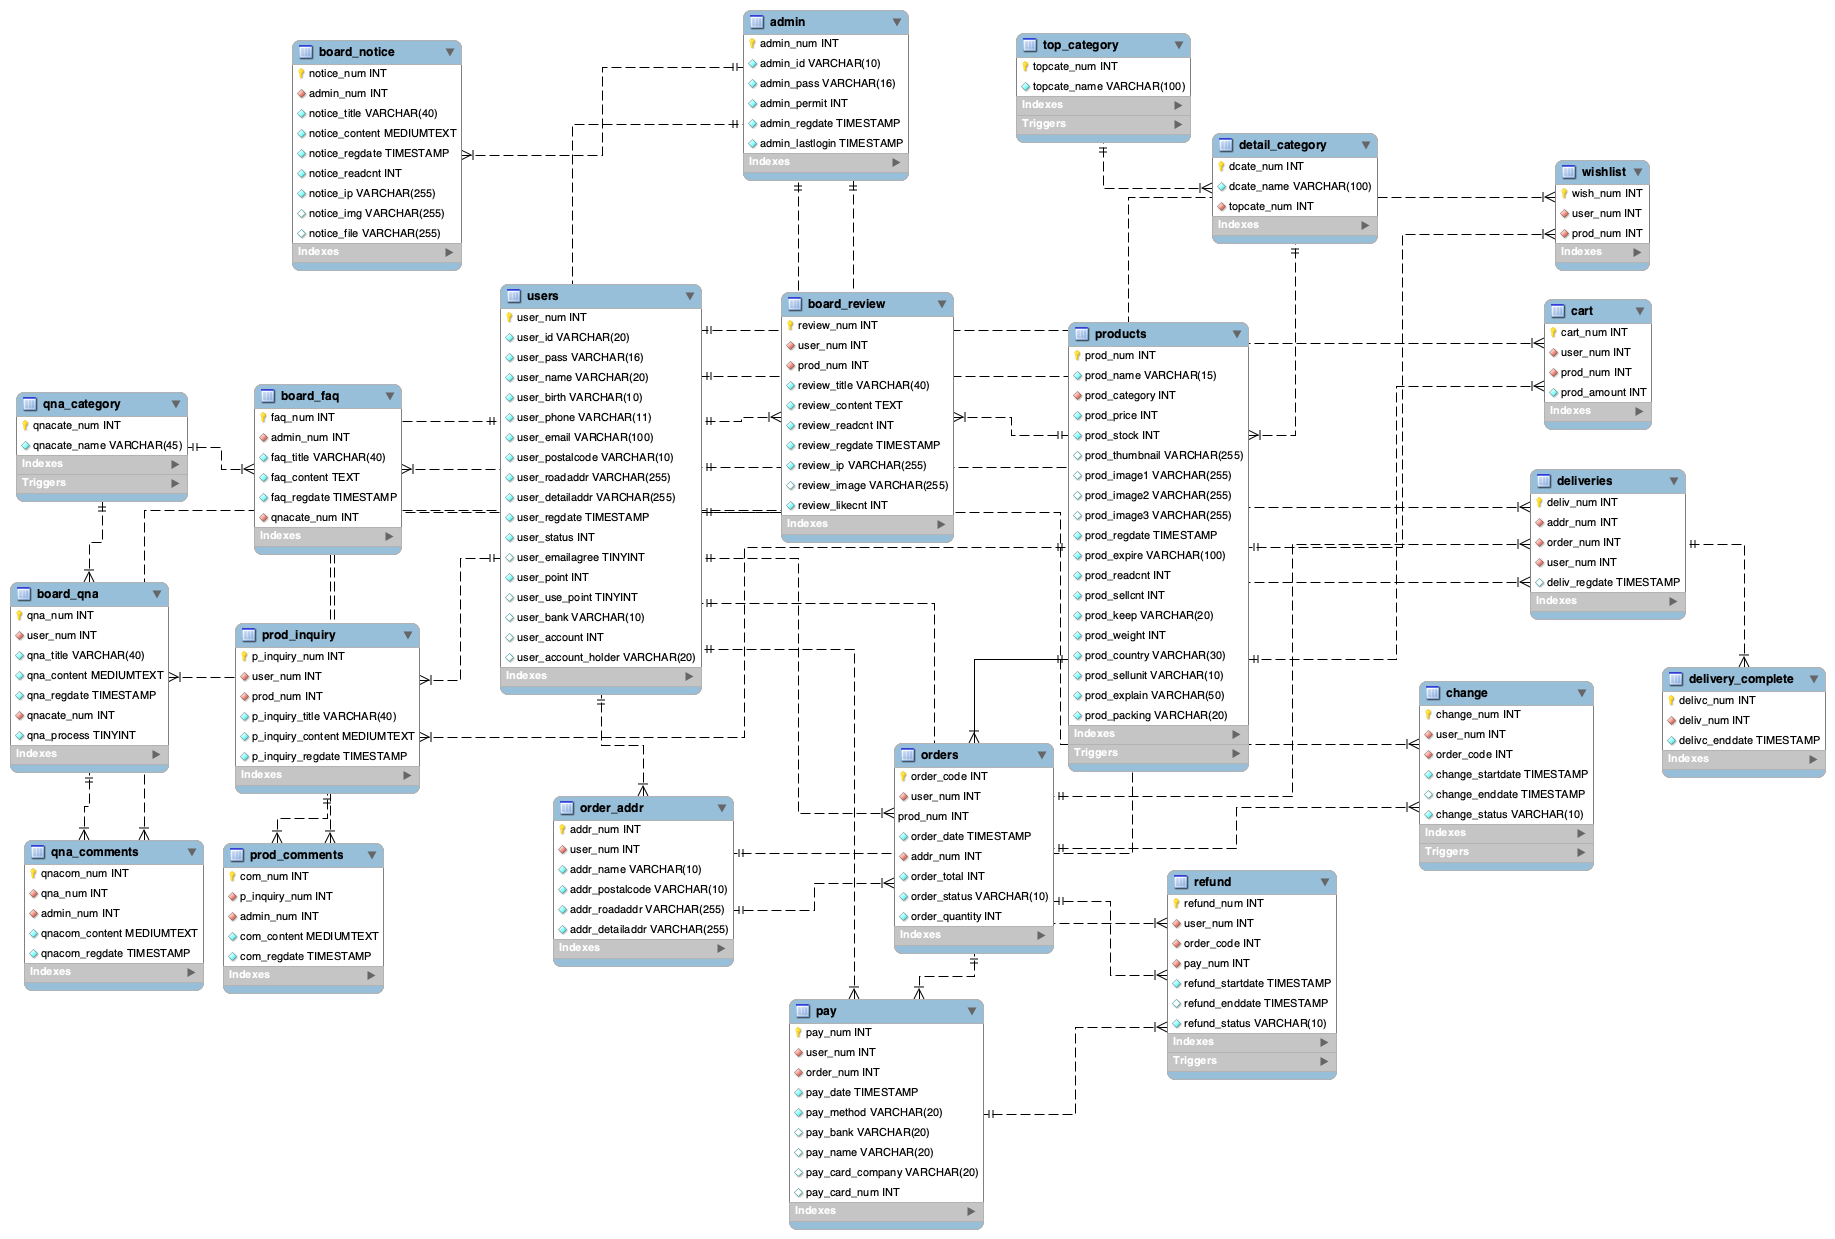 admin
admin_num INT
admin_id VARCHAR(10)
admin_pass VARCHAR(16)
admin_permit INT
admin_regdate TIMESTAMP
admin_lastlogin TIMESTAMP
Indexes
board_notice
notice_num INT
admin_num INT
notice_title VARCHAR(40)
notice_content MEDIUMTEXT
notice_regdate TIMESTAMP
notice_readcnt INT
notice_ip VARCHAR(255)
notice_img VARCHAR(255)
notice_file VARCHAR(255)
Indexes
top_category
topcate_num INT
topcate_name VARCHAR(100)
Indexes
Triggers
detail_category
dcate_num INT
dcate_name VARCHAR(100)
topcate_num INT
Indexes
wishlist
wish_num INT
user_num INT
prod_num INT
Indexes
users
user_num INT
user_id VARCHAR(20)
user_pass VARCHAR(16)
user_name VARCHAR(20)
user_birth VARCHAR(10)
user_phone VARCHAR(11)
user_email VARCHAR(100)
user_postalcode VARCHAR(10)
user_roadaddr VARCHAR(255)
user_detailaddr VARCHAR(255)
user_regdate TIMESTAMP
user_status INT
user_emailagree TINYINT
user_point INT
user_use_point TINYINT
user_bank VARCHAR(10)
user_account INT
user_account_holder VARCHAR(20)
Indexes
board_review
review_num INT
user_num INT
prod_num INT
review_title VARCHAR(40)
review_content TEXT
review_readcnt INT
review_regdate TIMESTAMP
review_ip VARCHAR(255)
review_image VARCHAR(255)
review_likecnt INT
Indexes
products
prod_num INT
prod_name VARCHAR(15)
prod_category INT
prod_price INT
prod_stock INT
prod_thumbnail VARCHAR(255)
prod_image1 VARCHAR(255)
prod_image2 VARCHAR(255)
prod_image3 VARCHAR(255)
prod_regdate TIMESTAMP
prod_expire VARCHAR(100)
prod_readcnt INT
prod_sellcnt INT
prod_keep VARCHAR(20)
prod_weight INT
prod_country VARCHAR(30)
prod_sellunit VARCHAR(10)
prod_explain VARCHAR(50)
prod_packing VARCHAR(20)
Indexes
Triggers
cart
cart_num INT
user_num INT
prod_num INT
prod_amount INT
Indexes
qna_category
qnacate_num INT
qnacate_name VARCHAR(45)
Indexes
Triggers
board_faq
faq_num INT
admin_num INT
faq_title VARCHAR(40)
faq_content TEXT
faq_regdate TIMESTAMP
qnacate_num INT
Indexes
deliveries
deliv_num INT
addr_num INT
order_num INT
user_num INT
deliv_regdate TIMESTAMP
Indexes
board_qna
qna_num INT
user_num INT
qna_title VARCHAR(40)
qna_content MEDIUMTEXT
qna_regdate TIMESTAMP
qnacate_num INT
qna_process TINYINT
Indexes
prod_inquiry
p_inquiry_num INT
user_num INT
prod_num INT
p_inquiry_title VARCHAR(40)
p_inquiry_content MEDIUMTEXT
p_inquiry_regdate TIMESTAMP
Indexes
delivery_complete
delivc_num INT
deliv_num INT
delivc_enddate TIMESTAMP
Indexes
change
change_num INT
user_num INT
order_code INT
change_startdate TIMESTAMP
change_enddate TIMESTAMP
change_status VARCHAR(10)
Indexes
Triggers
orders
order_code INT
user_num INT
prod_num INT
order_date TIMESTAMP
addr_num INT
order_total INT
order_status VARCHAR(10)
order_quantity INT
Indexes
order_addr
addr_num INT
user_num INT
addr_name VARCHAR(10)
addr_postalcode VARCHAR(10)
addr_roadaddr VARCHAR(255)
addr_detailaddr VARCHAR(255)
Indexes
qna_comments
qnacom_num INT
qna_num INT
admin_num INT
qnacom_content MEDIUMTEXT
qnacom_regdate TIMESTAMP
Indexes
prod_comments
com_num INT
p_inquiry_num INT
admin_num INT
com_content MEDIUMTEXT
com_regdate TIMESTAMP
Indexes
refund
refund_num INT
user_num INT
order_code INT
pay_num INT
refund_startdate TIMESTAMP
refund_enddate TIMESTAMP
refund_status VARCHAR(10)
Indexes
Triggers
pay
pay_num INT
user_num INT
order_num INT
pay_date TIMESTAMP
pay_method VARCHAR(20)
pay_bank VARCHAR(20)
pay_name VARCHAR(20)
pay_card_company VARCHAR(20)
pay_card_num INT
Indexes